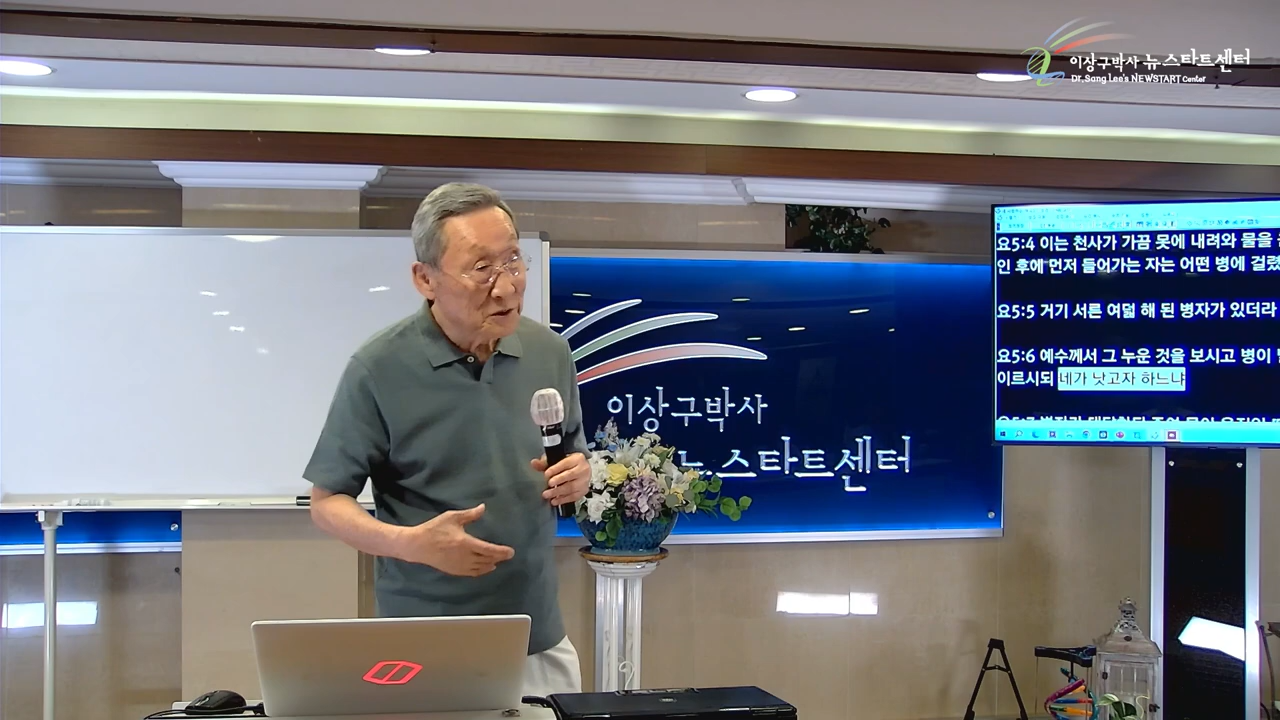 이상구박사 뉴스타트센터
Dr. Sang Lee's NEWSTART Center
요5:4 이는 천사가 가끔 못에 내려와 물을
인 후에 먼저 들어가는 자는 어떤 병에 걸렸
요5:5 거기 서른 여덟 해 된 병자가 있더라
요5:6 예수께서 그 누운 것을 보시고 병이
이르시되 네가 낫고자 하느냐
이상구박사
뉴스타트센터